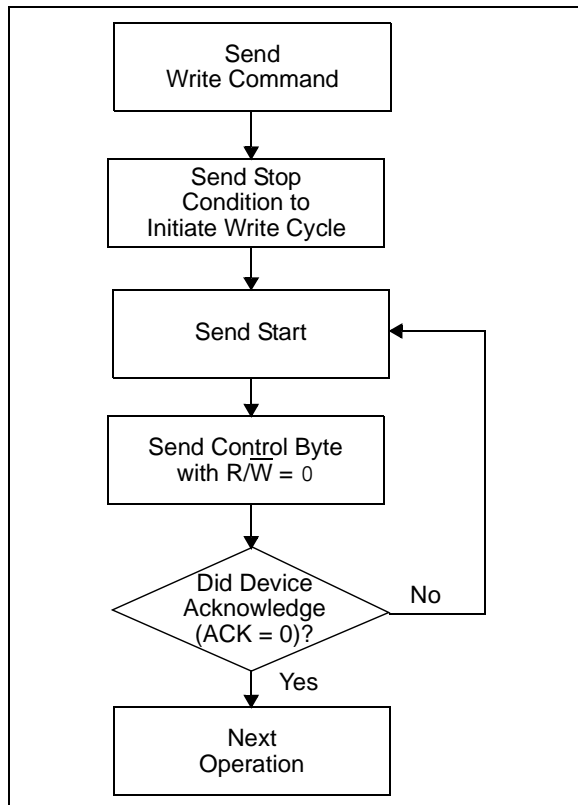 Send
Write Command
Send Stop
Condition to
Initiate Write Cycle
Send Start
Send Control Byte
with R/W̅ = 0
Did Device
Acknowledge
(ACK = 0)?
No
Yes
Next
Operation